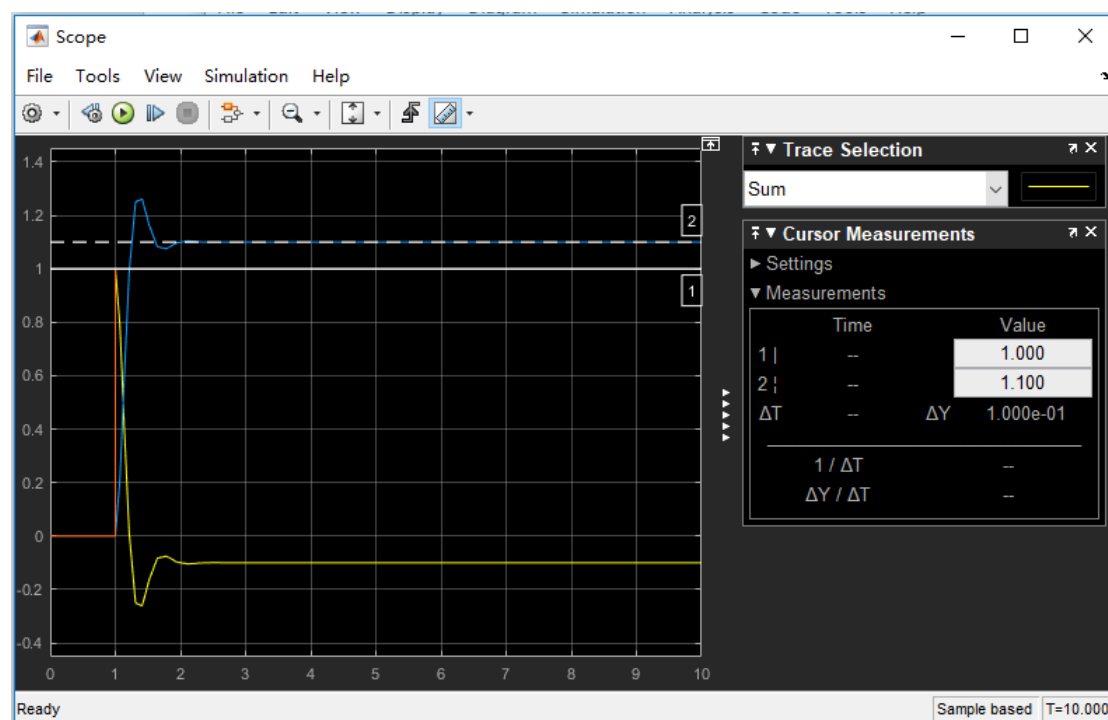 Scope
File Tools View Simulation Help
1.4
1.2
1
0.8
0.6
0.4
0.2
0
-0.2
-0.4
2
1
0 1 2 3 4 5 6 7 8 9 10
Trace Selection
Sum
Cursor Measurements
Settings
Measurements
Time Value
1 | -- 1.000
2 ¦ -- 1.100
ΔT -- ΔY 1.000e-01
1 / ΔT --
ΔY / ΔT --
Ready Sample based T=10.000